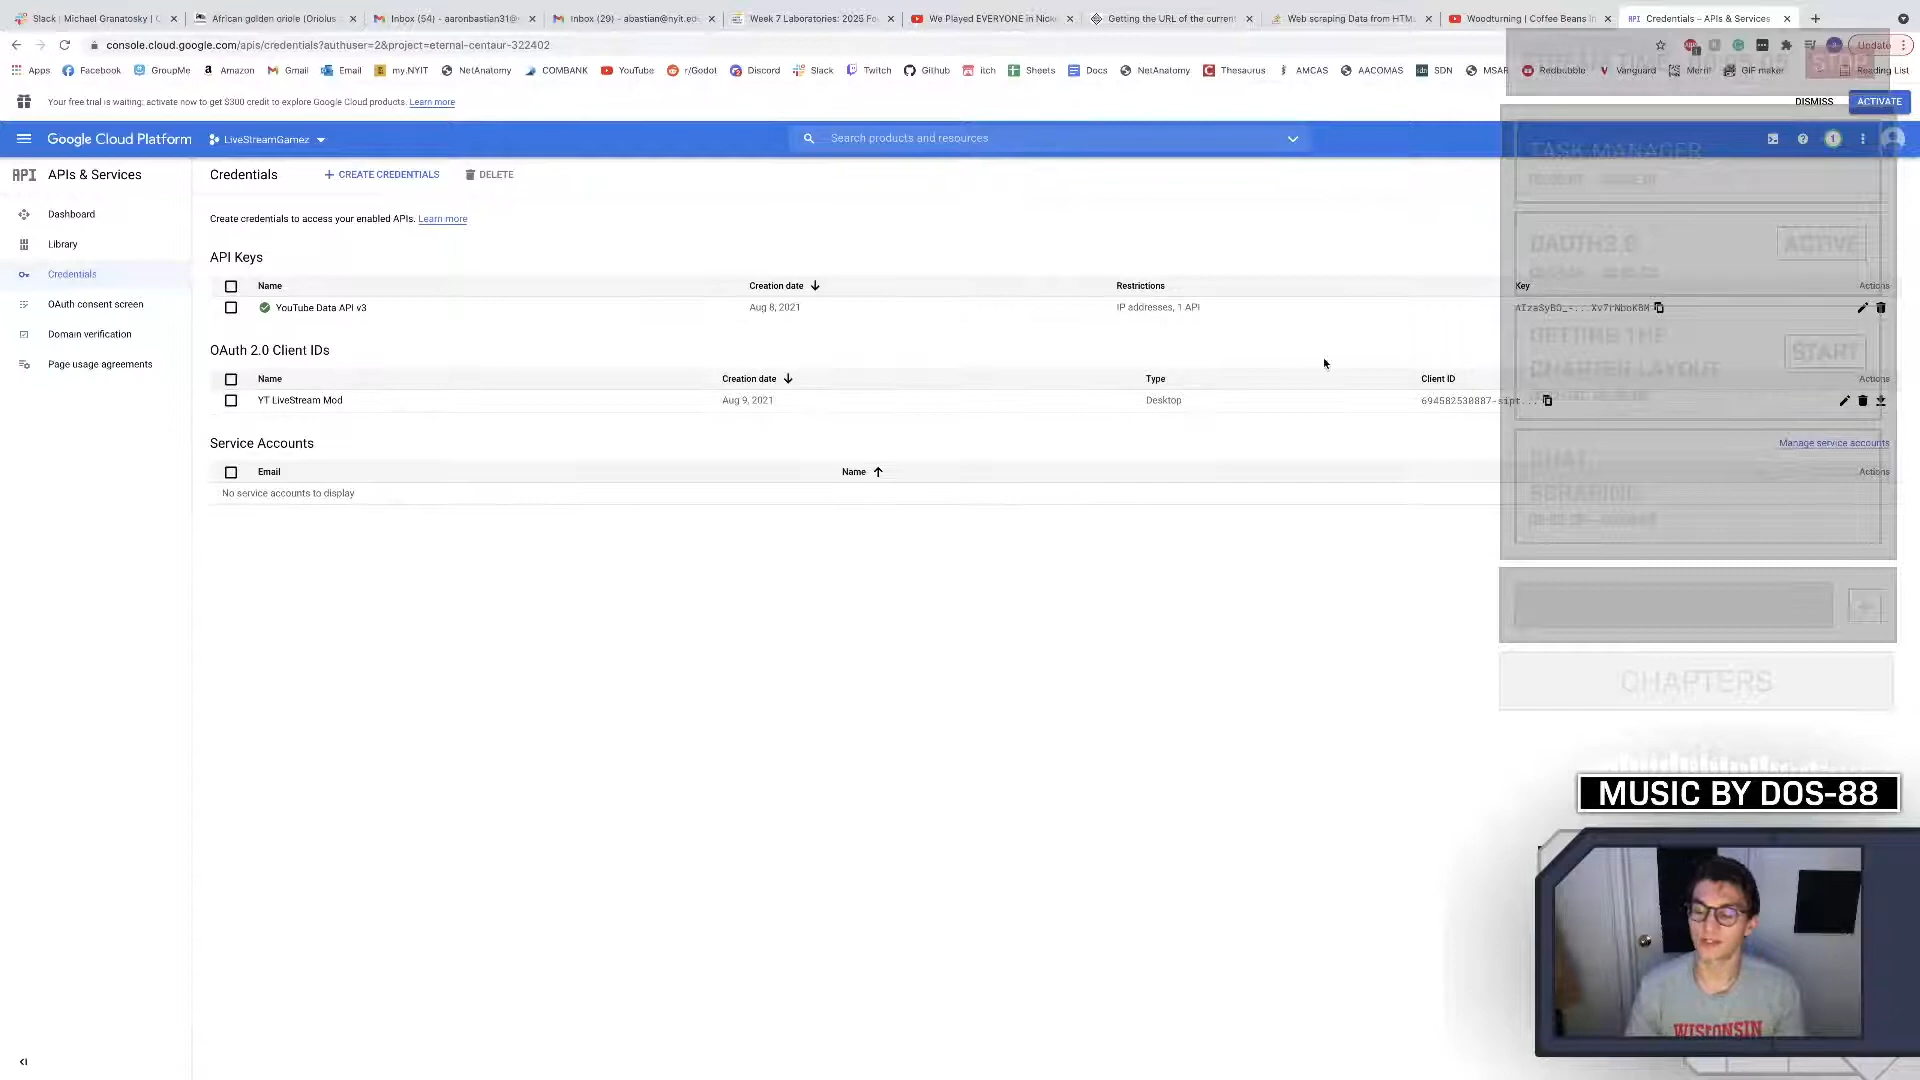 Slack | Michael Granatosky | C
African golden oriole (Oriolus
Inbox (54) - aaronbastian31@
Inbox (29) - abastian@nyit.ed
Week 7 Laboratories: 2025 Fo
We Played EVERYONE in Nick
Getting the URL of the current
Web scraping Data from HTML
Woodturning | Coffee Beans in
API Credentials – APIs & Services
console.cloud.google.com/apis/credentials?authuser=2&project=eternal-centaur-322402
Update
Apps Facebook GroupMe Amazon Gmail Email my.NYIT NetAnatomy COMBANK YouTube r/Godot Discord Slack Twitch Github itch Sheets Docs NetAnatomy Thesaurus AMCAS AACOMAS SDN MSAR Redbubble Vanguard Merrill GIF maker Reading List
STOP
Your free trial is waiting: activate now to get $300 credit to explore Google Cloud products. Learn more
DISMISS ACTIVATE
Google Cloud Platform LiveStreamGamez Search products and resources 1
TASK MANAGER
API APIs & Services
Credentials + CREATE CREDENTIALS DELETE
Dashboard
Library
Credentials
OAuth consent screen
Domain verification
Page usage agreements
Create credentials to access your enabled APIs. Learn more
API Keys
Name Creation date Restrictions Key Actions
YouTube Data API v3 Aug 8, 2021 IP addresses, 1 API AIzaSyBO_-... Xv7rNboKBM
OAuth 2.0 Client IDs
Name Creation date Type Client ID Actions
YT LiveStream Mod Aug 9, 2021 Desktop 694582530887-sipt...
Service Accounts
Manage service accounts
Email Name Actions
No service accounts to display
ACTIVE
GETTING THE
CHARTER LAYOUT
START
CHAT
CHAPTERS
MUSIC BY DOS-88
WISCONSIN